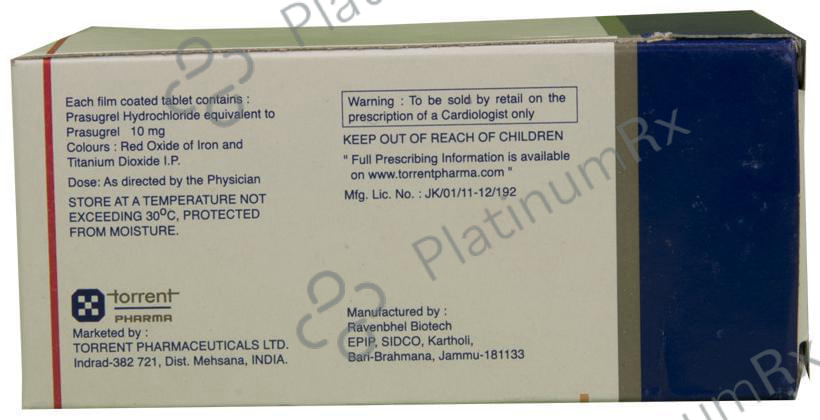 Each film coated tablet contains :
Prasugrel Hydrochloride equivalent to
Prasugrel 10 mg
Colours : Red Oxide of Iron and
Titanium Dioxide I.P.
Dose: As directed by the Physician
STORE AT A TEMPERATURE NOT
EXCEEDING 30⁰C, PROTECTED
FROM MOISTURE.
torrent
PHARMA
Marketed by :
TORRENT PHARMACEUTICALS LTD.
Indrad-382 721, Dist. Mehsana, INDIA.
Warning : To be sold by retail on the
prescription of a Cardiologist only
KEEP OUT OF REACH OF CHILDREN
" Full Prescribing Information is available
on www.torrentpharma.com "
Mfg. Lic. No. : JK/01/11-12/192
Manufactured by :
Ravenbhel Biotech
EPIP, SIDCO, Kartholi,
Bari-Brahmana, Jammu-181133
PlatinumRx
PlatinumRx
PlatinumRx